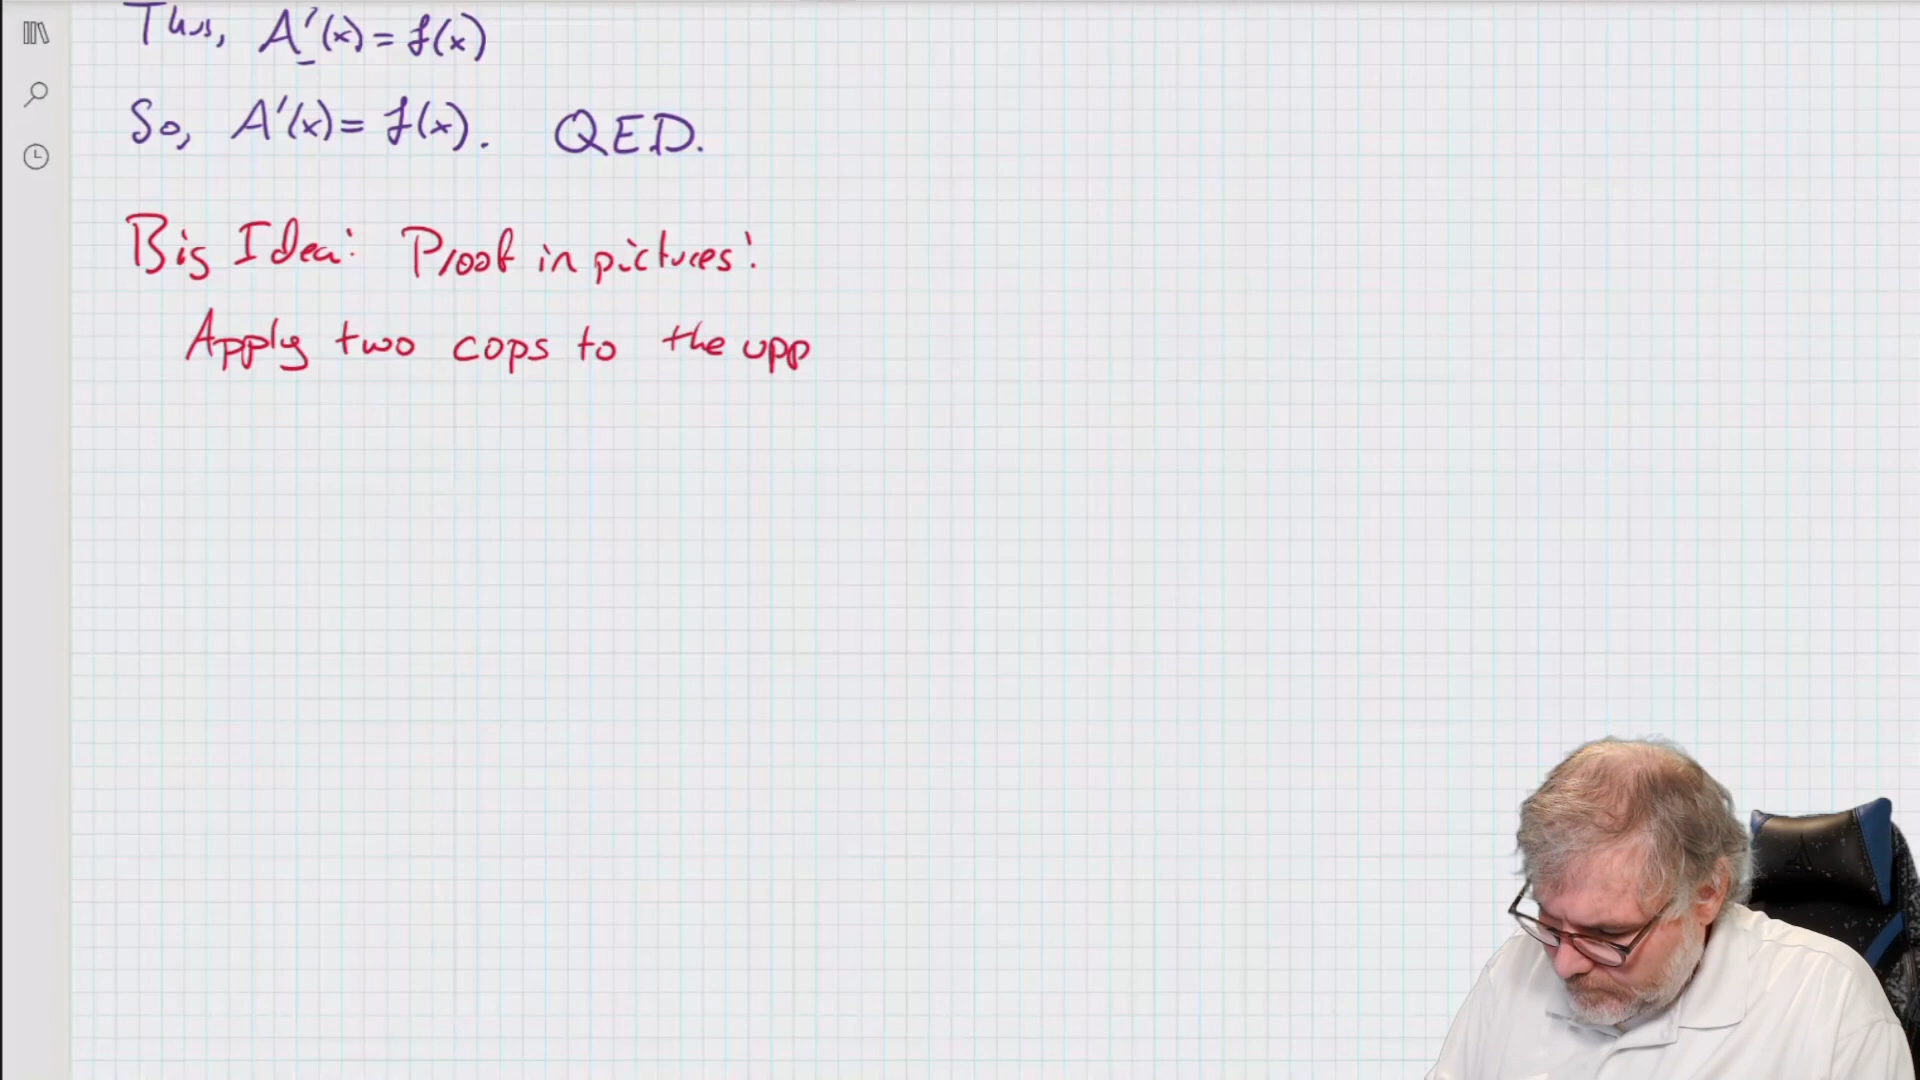 Thus, A'_(x) = f(x)
So, A'(x) = f(x). QED.
Big Idea: Proof in pictures:
Apply two cops to the upp